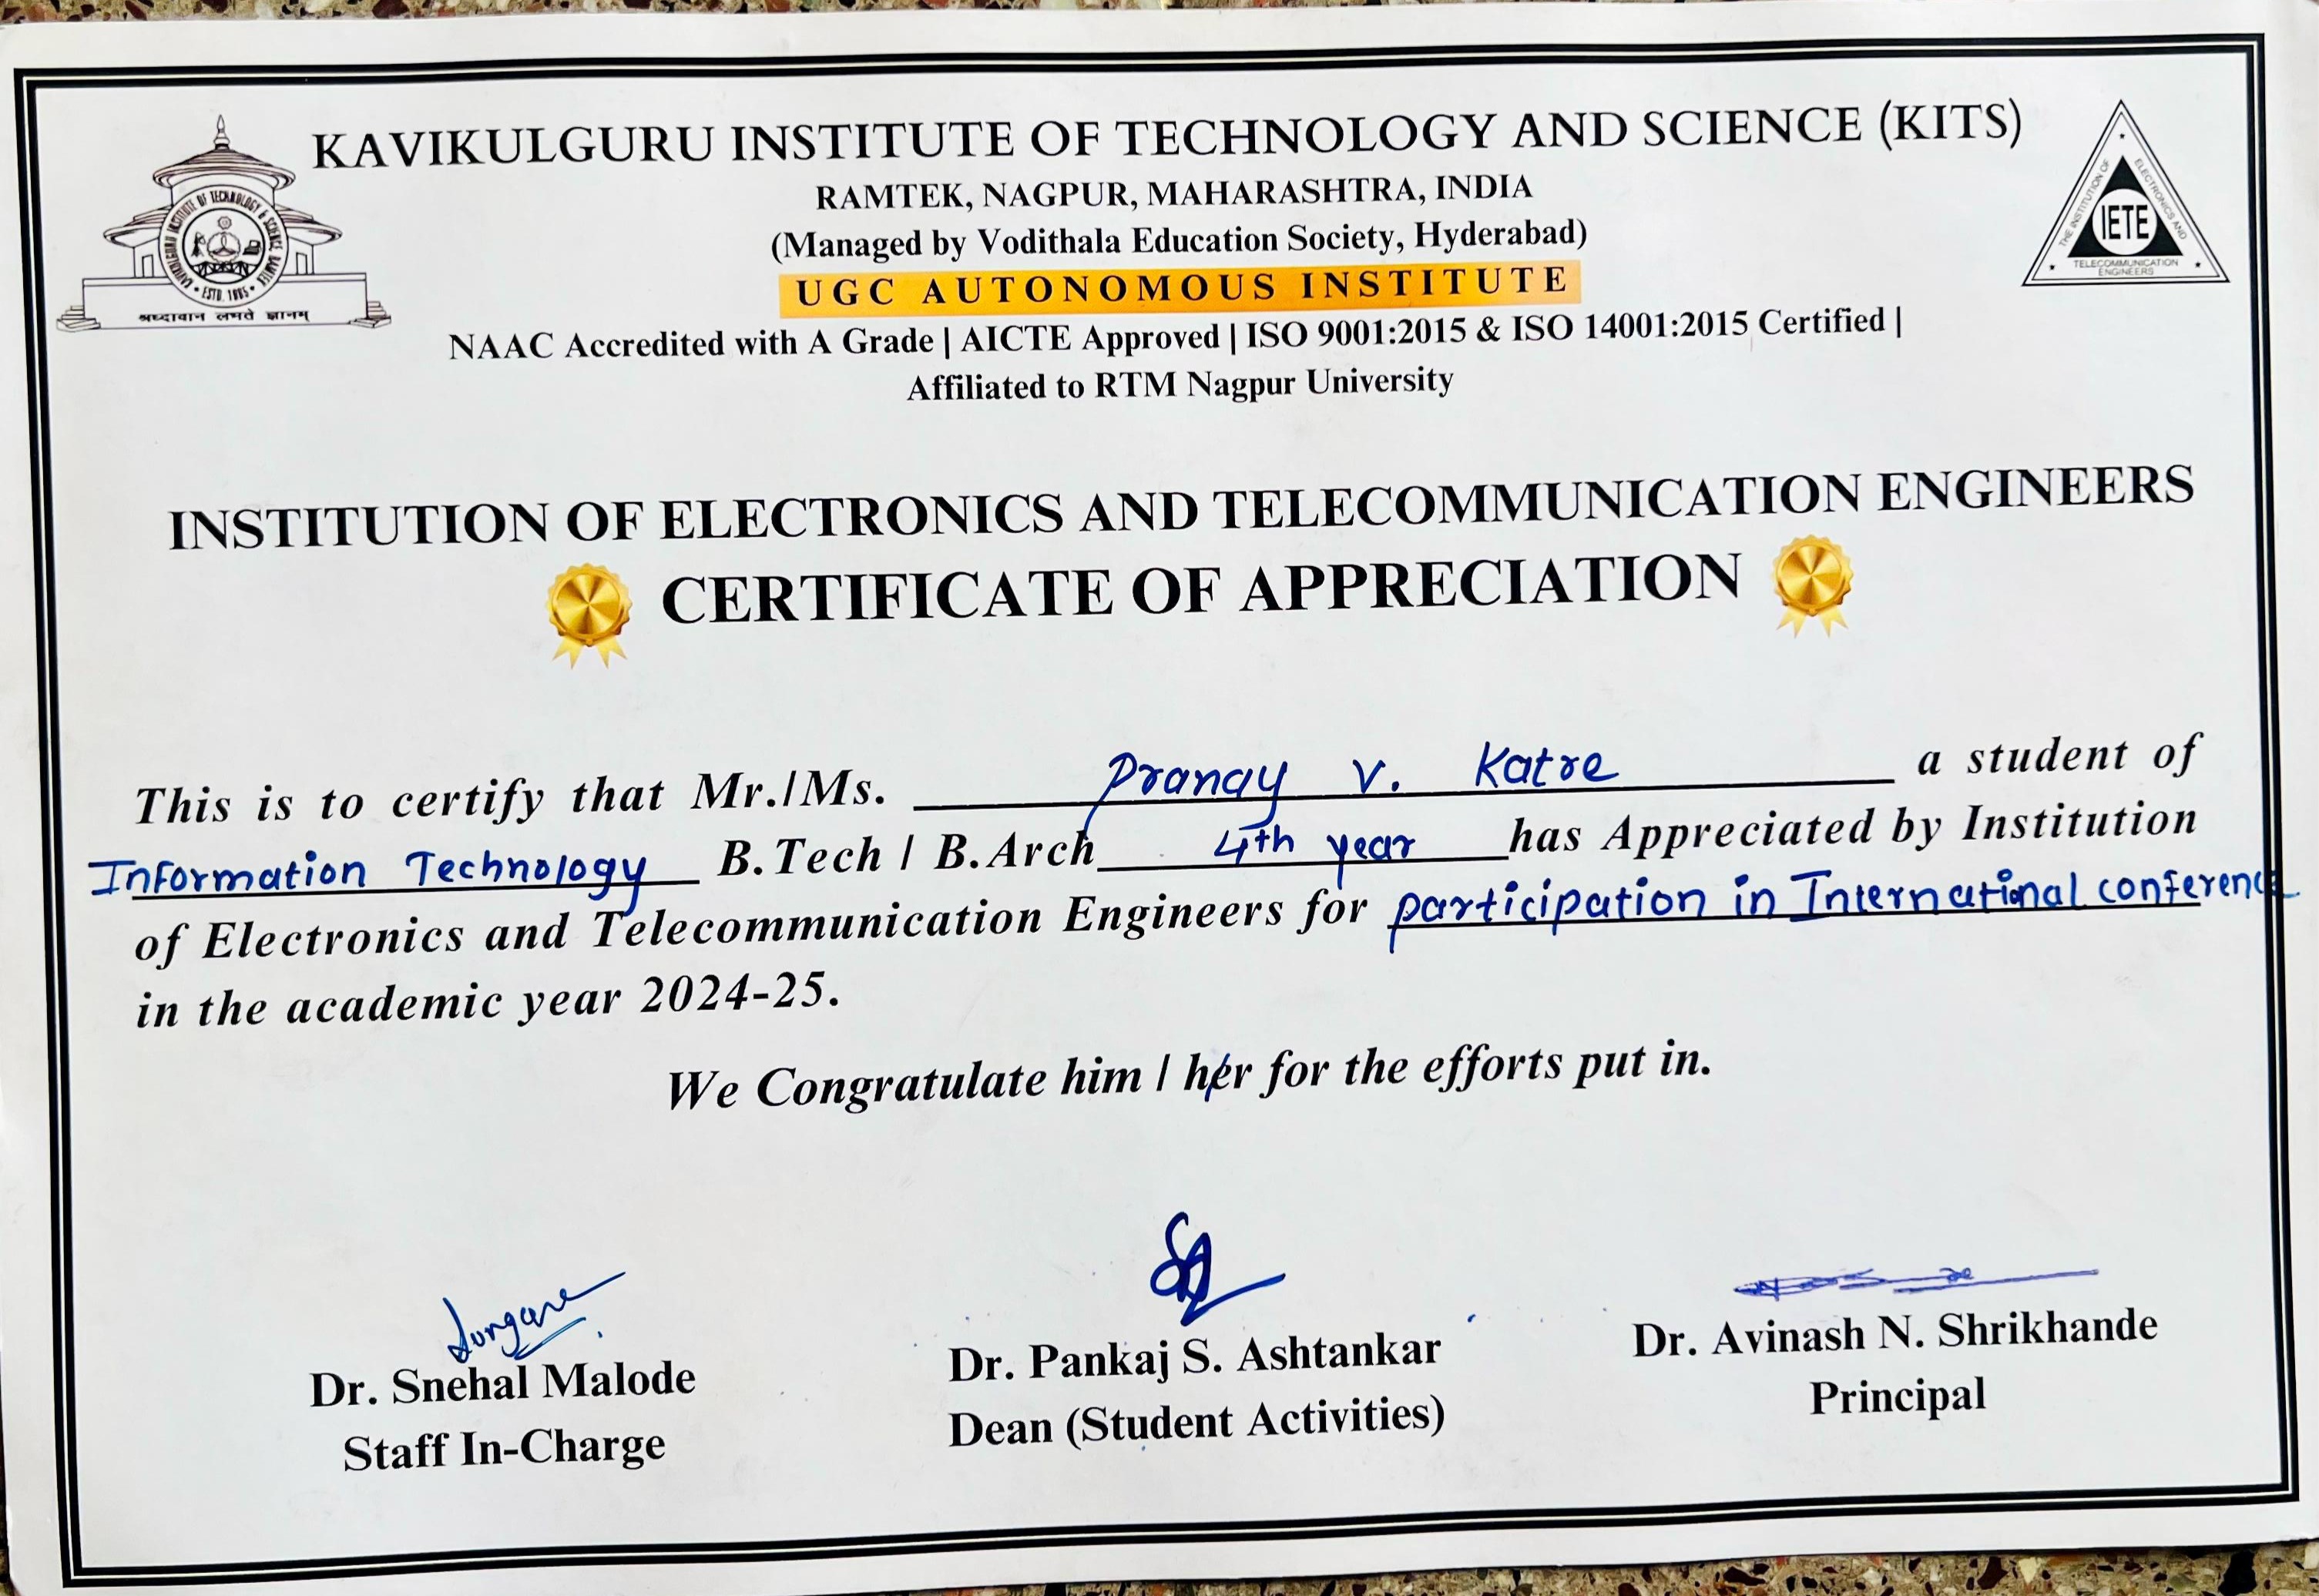 KAVIKULGURU INSTITUTE OF TECHNOLOGY AND SCIENCE (KITS)
RAMTEK, NAGPUR, MAHARASHTRA, INDIA
(Managed by Vodithala Education Society, Hyderabad)
UGC AUTONOMOUS INSTITUTE
NAAC Accredited with A Grade | AICTE Approved | ISO 9001:2015 & ISO 14001:2015 Certified |
Affiliated to RTM Nagpur University
KAVIKULGURU INSTITUTE OF TECHNOLOGY & SCIENCE RAMTEK
ESTD. 1985
श्रध्दावान लभते ज्ञानम्
THE INSTITUTION OF ELECTRONICS AND TELECOMMUNICATION ENGINEERS
IETE
INSTITUTION OF ELECTRONICS AND TELECOMMUNICATION ENGINEERS
CERTIFICATE OF APPRECIATION
This is to certify that Mr./Ms. Pranay V. Katre a student of
Information Technology B.Tech / B.Arch 4th year has Appreciated by Institution
of Electronics and Telecommunication Engineers for participation in International conference
in the academic year 2024-25.
We Congratulate him / her for the efforts put in.
Dr. Snehal Malode
Staff In-Charge
Dr. Pankaj S. Ashtankar
Dean (Student Activities)
Dr. Avinash N. Shrikhande
Principal